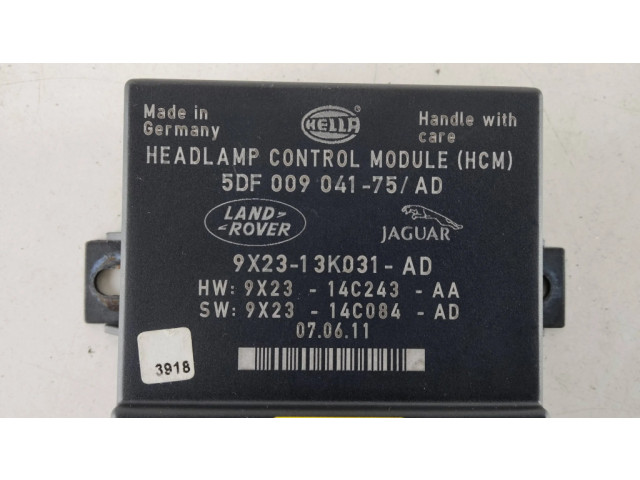 Made in
Germany
HELLA
Handle with
care
HEADLAMP CONTROL MODULE (HCM)
5DF 009 041-75/ AD
LAND
ROVER
JAGUAR
9X23-13K031- AD
HW: 9X23 - 14C243 - AA
SW: 9X23 - 14C084 - AD
07.06.11
3918